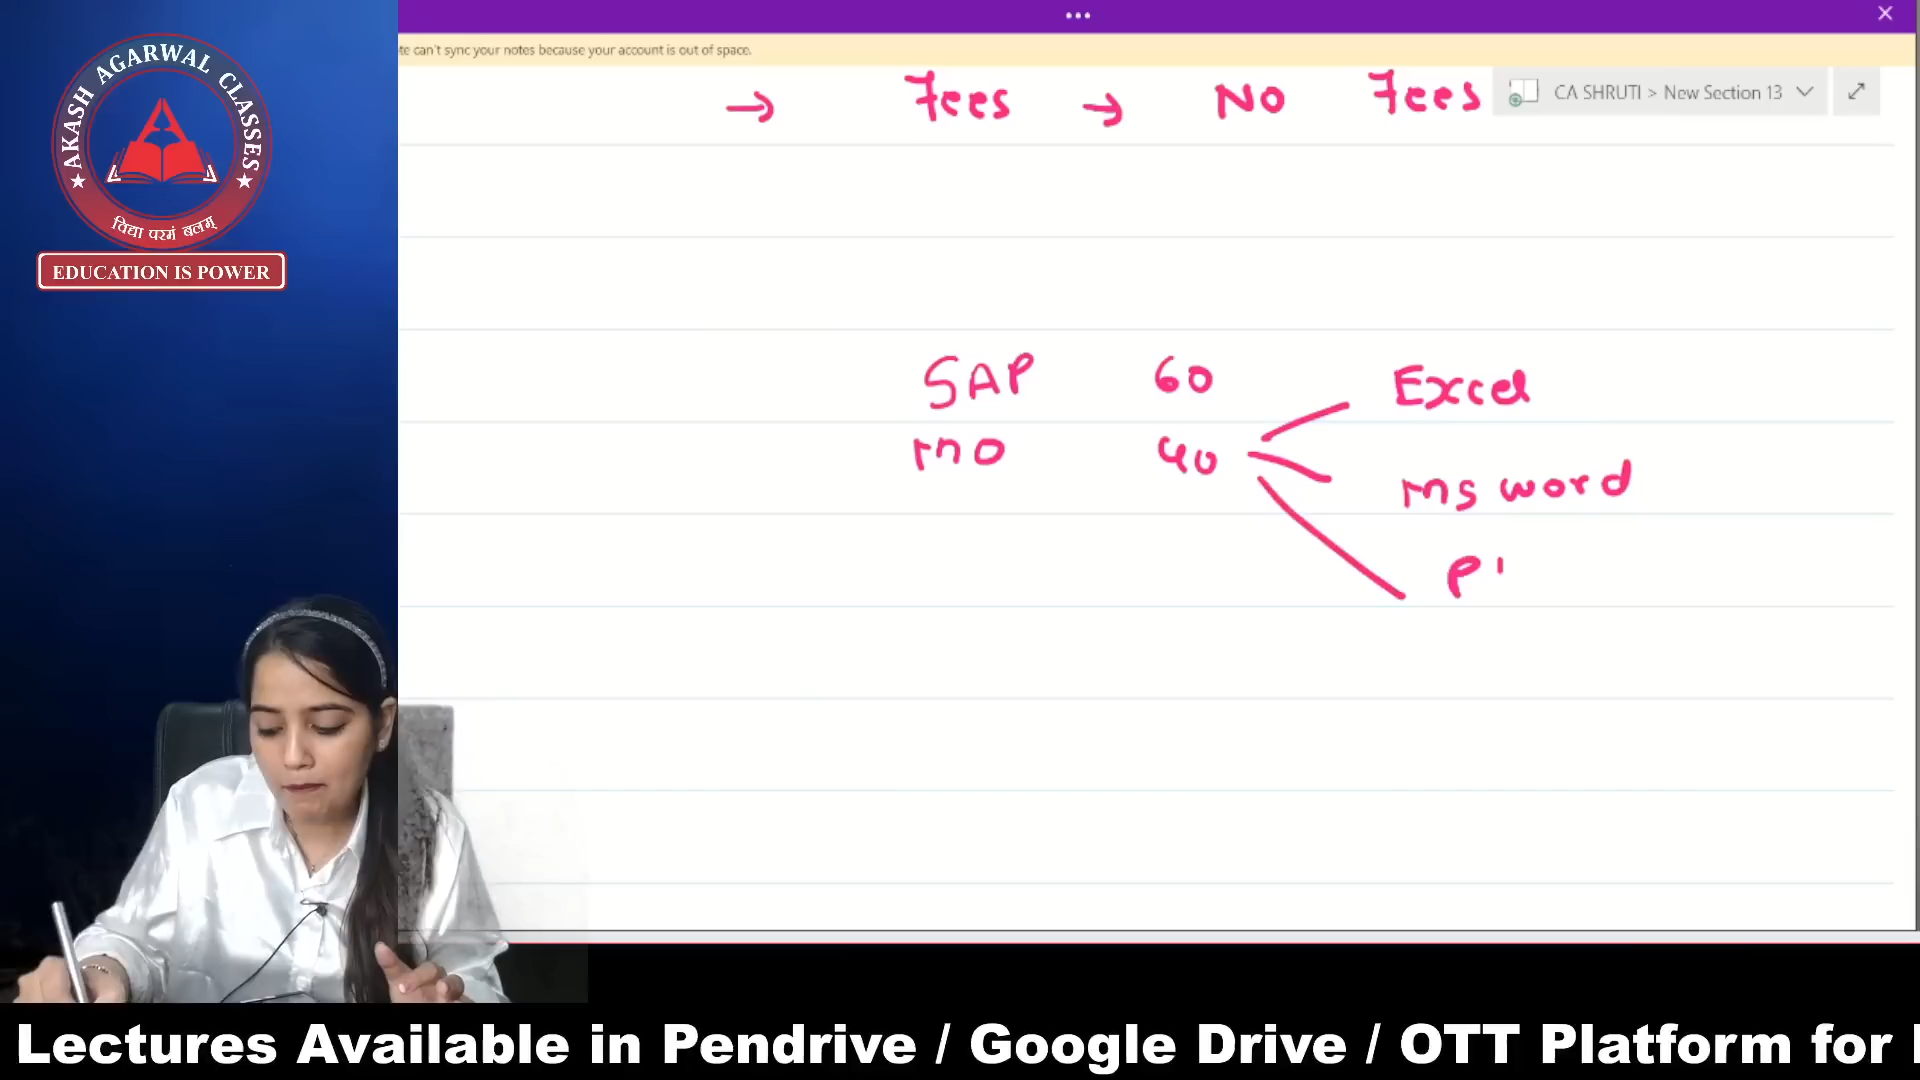 AKASH AGARWAL CLASSES
विद्या परमं बलम्
EDUCATION IS POWER
te can't sync your notes because your account is out of space.
→ Fees → NO Fees
CA SHRUTI > New Section 13
SAP 60
mo 40
Excel
ms word
P
Lectures Available in Pendrive / Google Drive / OTT Platform for